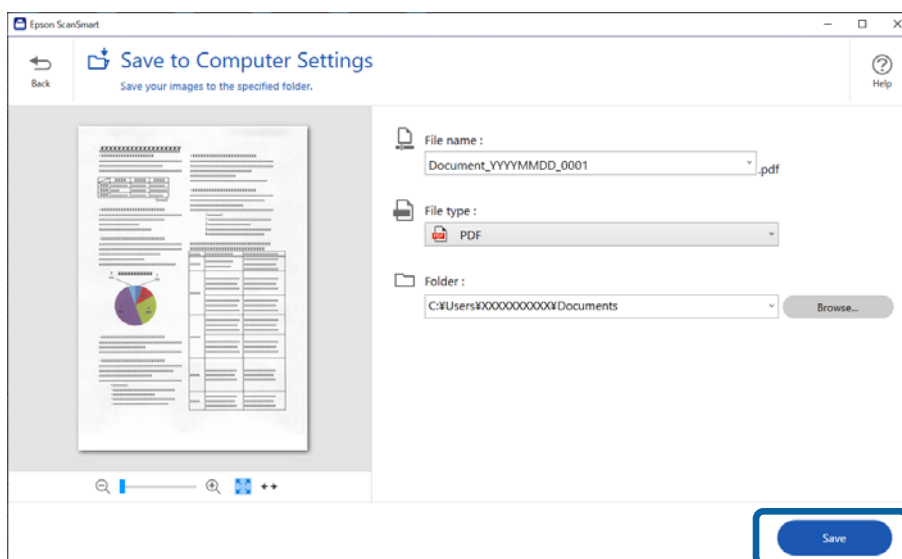 Epson ScanSmart
Back
Save to Computer Settings
Save your images to the specified folder.
Help
File name :
Document_YYYYMMDD_0001
.pdf
File type :
PDF
Folder :
C:¥Users¥XXXXXXXXXXX¥Documents
Browse...
Save